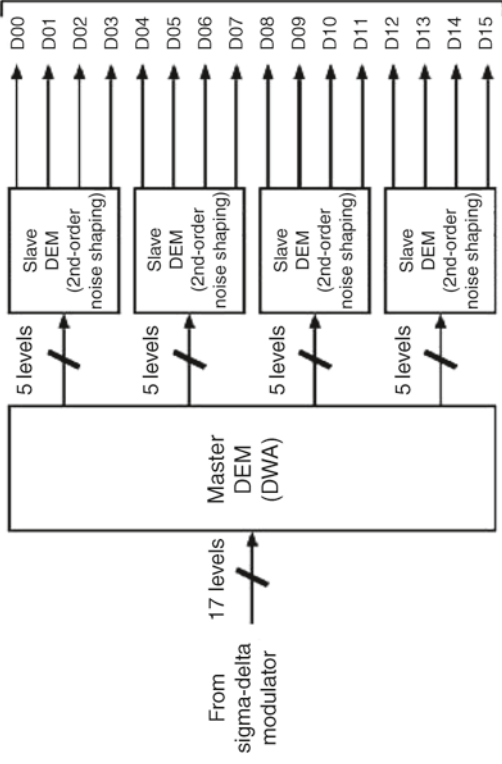 From
sigma-delta
modulator
17 levels
Master
DEM
(DWA)
5 levels
5 levels
5 levels
5 levels
Slave
DEM
(2nd-order
noise shaping)
Slave
DEM
(2nd-order
noise shaping)
Slave
DEM
(2nd-order
noise shaping)
Slave
DEM
(2nd-order
noise shaping)
D00
D01
D02
D03
D04
D05
D06
D07
D08
D09
D10
D11
D12
D13
D14
D15